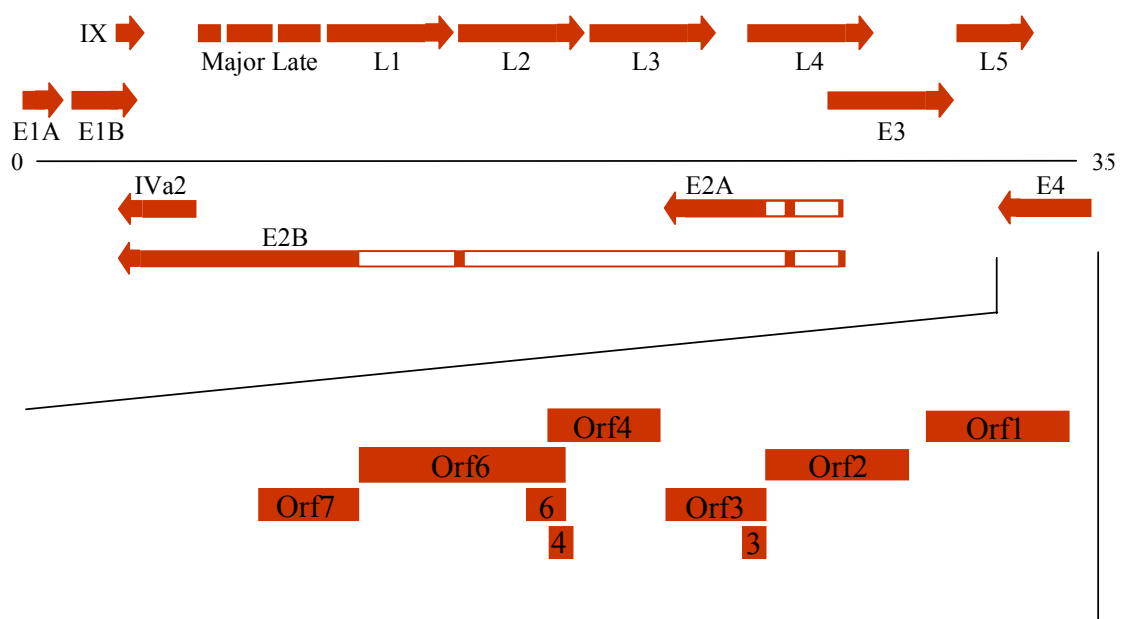 IX
Major Late L1 L2 L3 L4 L5
E1A E1B E3
0 35
IVa2 E2A E4
E2B
Orf4 Orf1
Orf6 Orf2
Orf7 6 Orf3
4 3